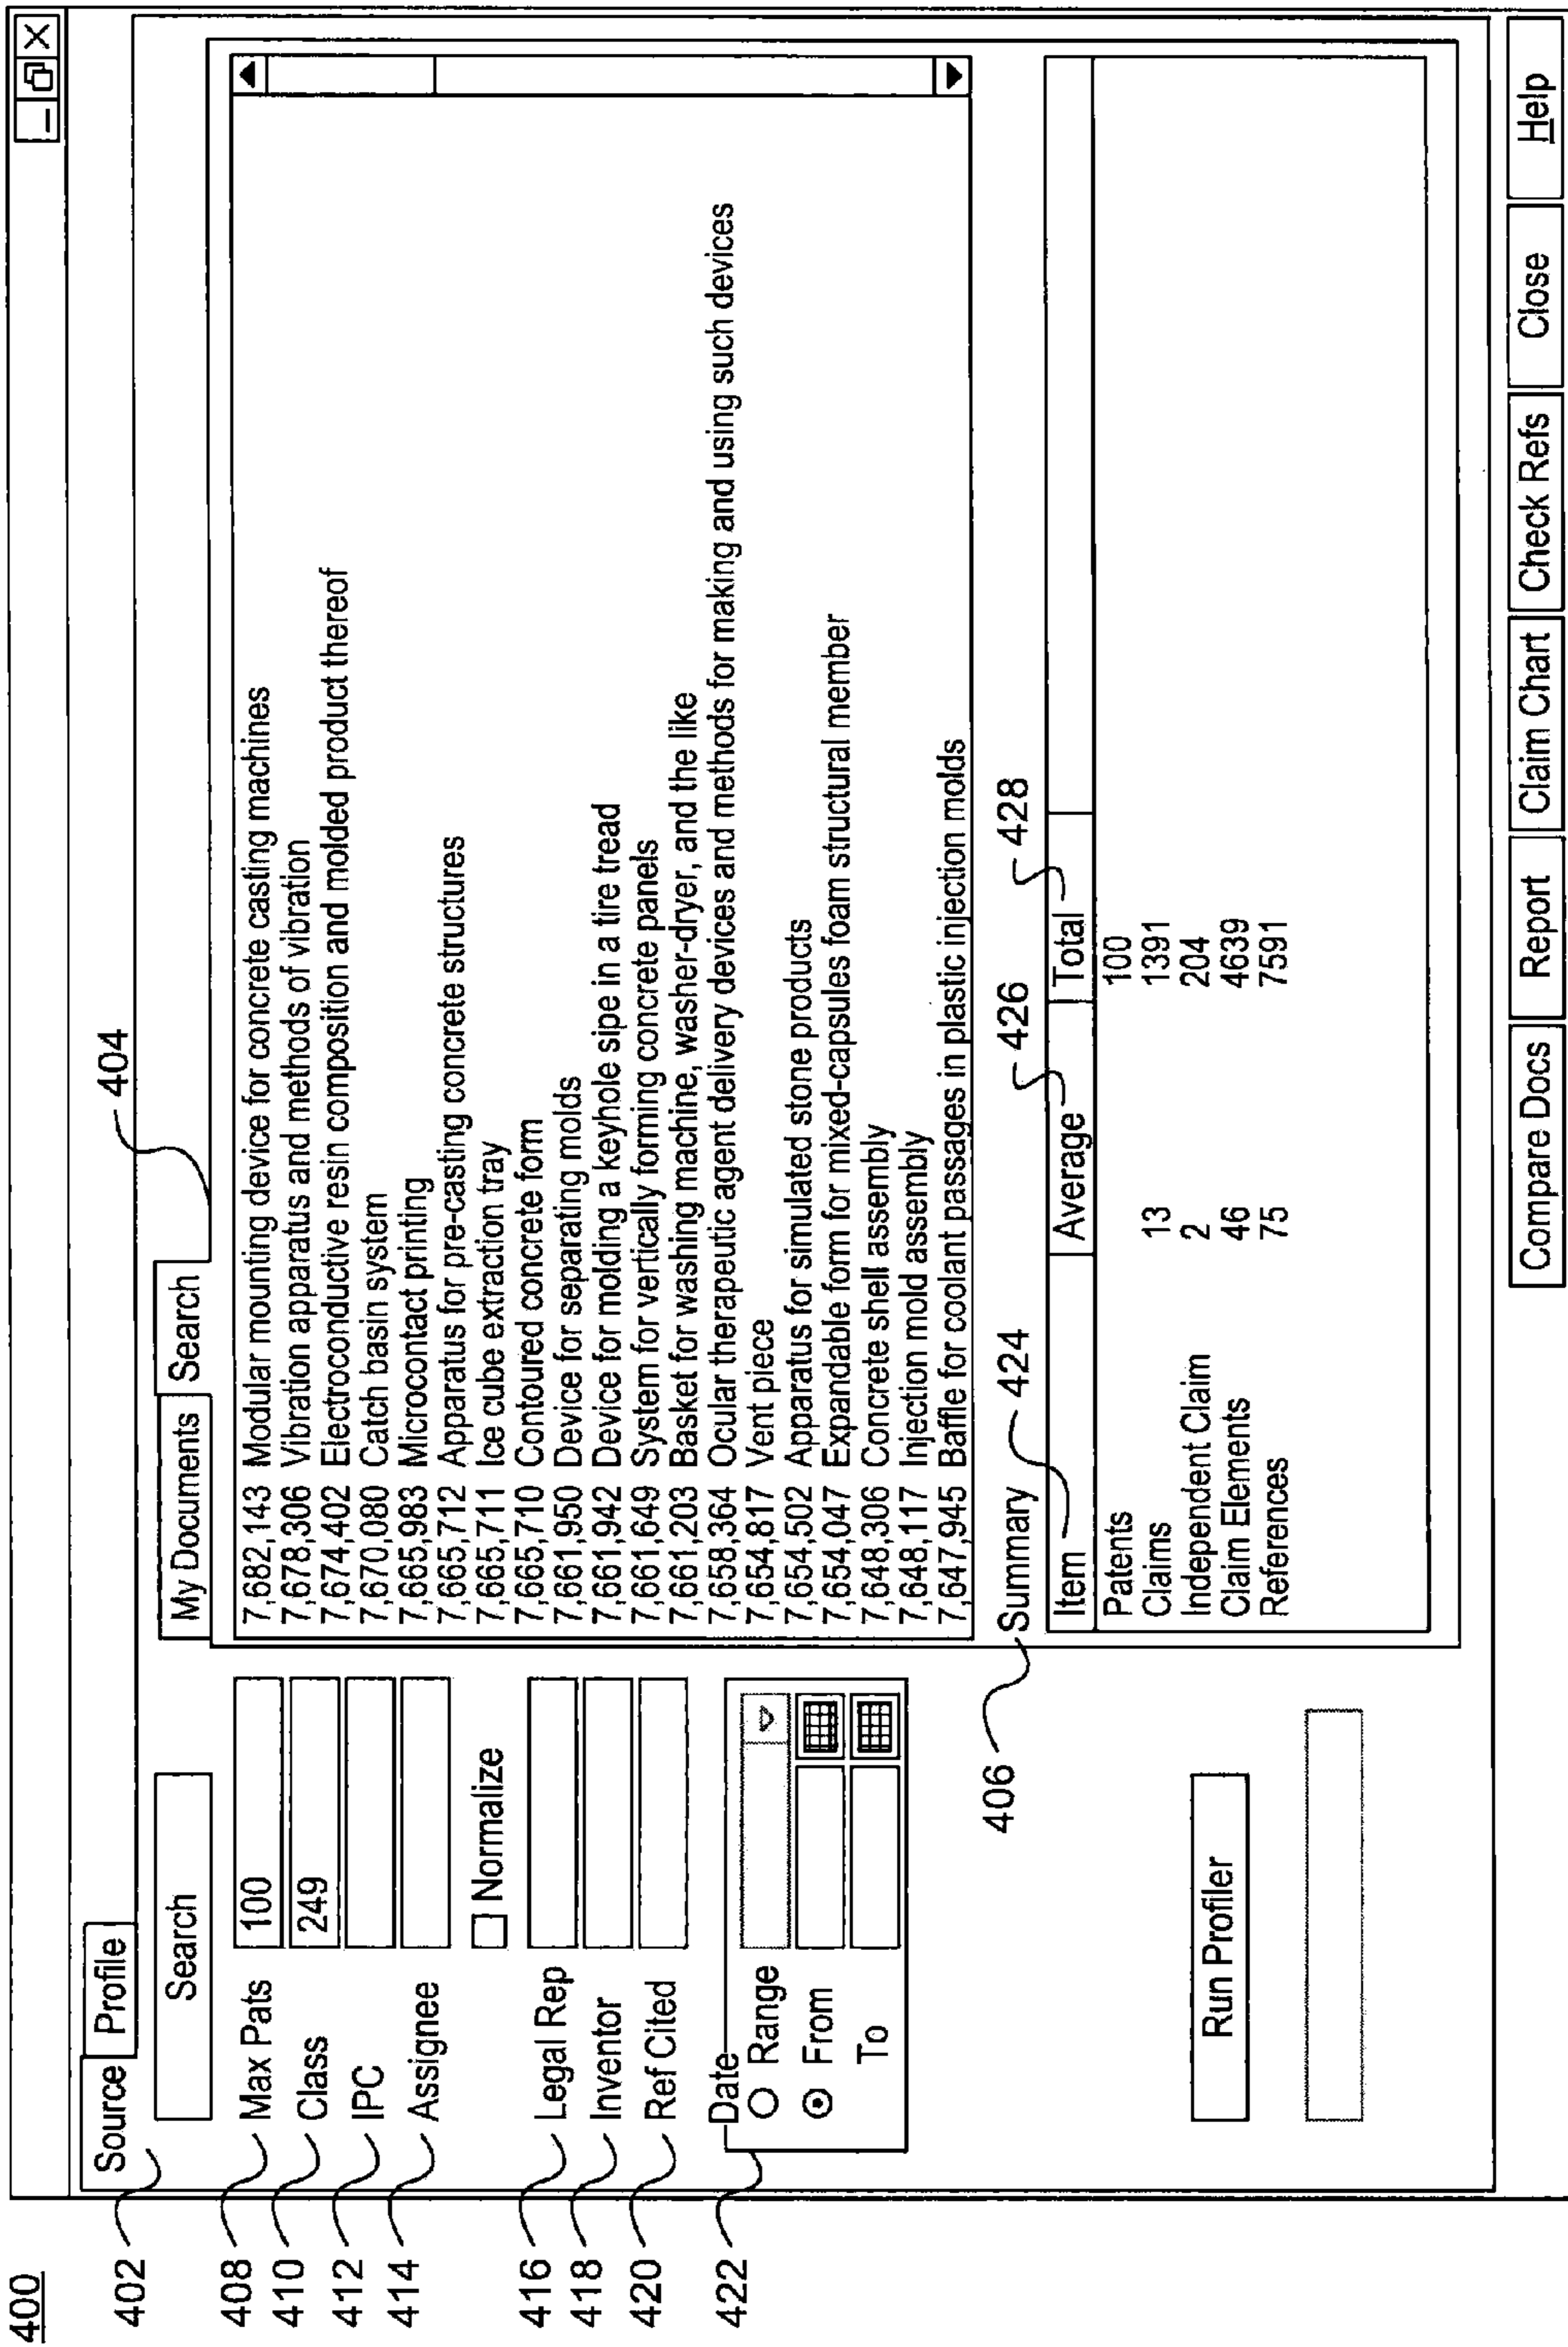 400
404
Source Profile
402
Search
408 Max Pats 100
410 Class 249
412 IPC
414 Assignee
Normalize
416 Legal Rep
418 Inventor
420 Ref Cited
422 Date
Range
From
To
Run Profiler
My Documents Search
7,682,143 Modular mounting device for concrete casting machines
7,678,306 Vibration apparatus and methods of vibration
7,674,402 Electroconductive resin composition and molded product thereof
7,670,080 Catch basin system
7,665,983 Microcontact printing
7,665,712 Apparatus for pre-casting concrete structures
7,665,711 Ice cube extraction tray
7,665,710 Contoured concrete form
7,661,950 Device for separating molds
7,661,942 Device for molding a keyhole sipe in a tire tread
7,661,649 System for vertically forming concrete panels
7,661,203 Basket for washing machine, washer-dryer, and the like
7,658,364 Ocular therapeutic agent delivery devices and methods for making and using such devices
7,654,817 Vent piece
7,654,502 Apparatus for simulated stone products
7,654,047 Expandable form for mixed-capsules foam structural member
7,648,306 Concrete shell assembly
7,648,117 Injection mold assembly
7,647,945 Baffle for coolant passages in plastic injection molds
406 Summary 424 426 428
Item Average Total
Patents 100
Claims 13 1391
Independent Claim 2 204
Claim Elements 46 4639
References 75 7591
Compare Docs Report Claim Chart Check Refs Close Help